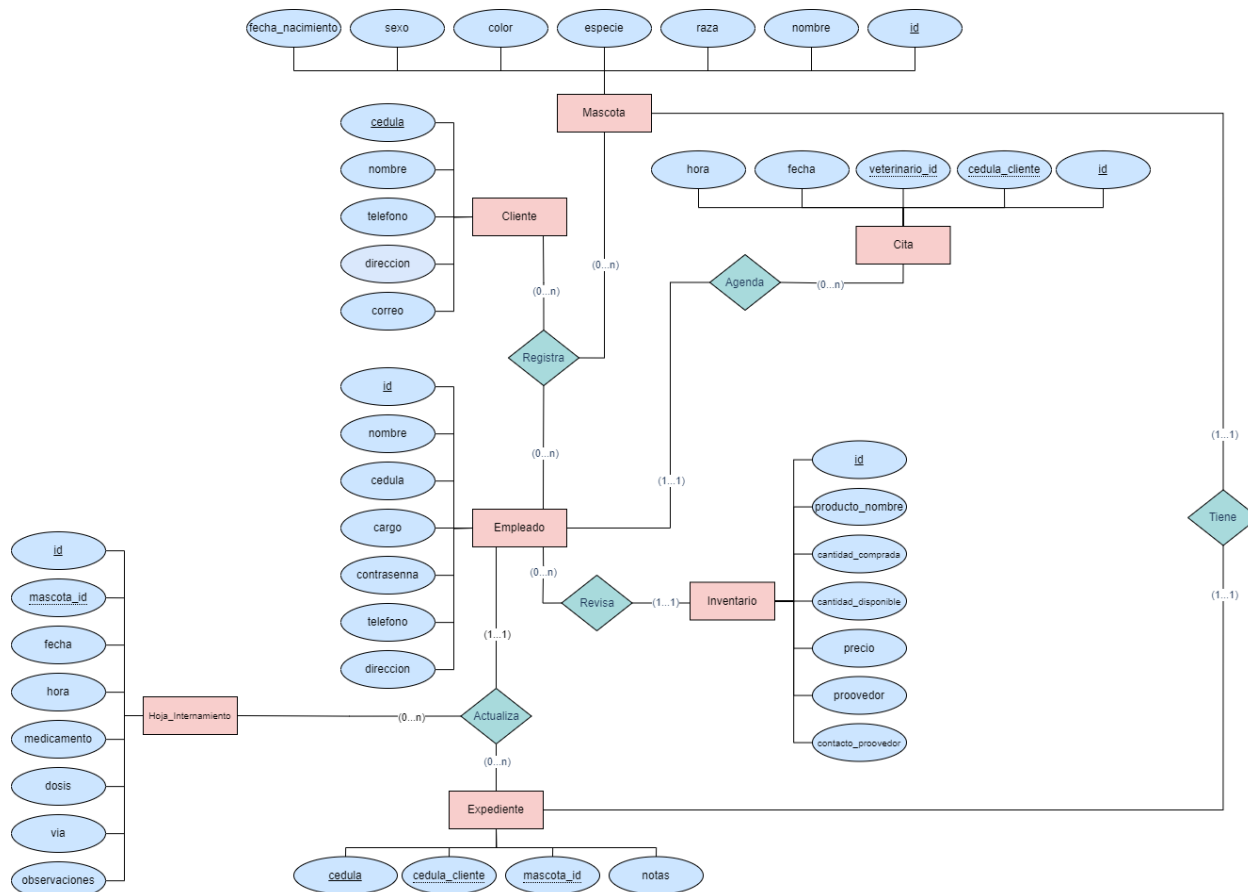 fecha_nacimiento
sexo
color
especie
raza
nombre
id
Mascota
cedula
nombre
telefono
direccion
correo
Cliente
hora
fecha
veterinario_id
cedula_cliente
id
Cita
(0...n)
(0...n)
Agenda
(0...n)
Registra
(0...n)
(1...1)
(1...1)
id
nombre
cedula
cargo
contrasenna
telefono
direccion
Empleado
(0...n)
Revisa
(1...1)
Inventario
id
producto_nombre
cantidad_comprada
cantidad_disponible
precio
proovedor
contacto_proovedor
Tiene
(1...1)
id
mascota_id
fecha
hora
medicamento
dosis
via
observaciones
Hoja_Internamiento
(1...1)
(0...n)
Actualiza
(0...n)
Expediente
cedula
cedula_cliente
mascota_id
notas